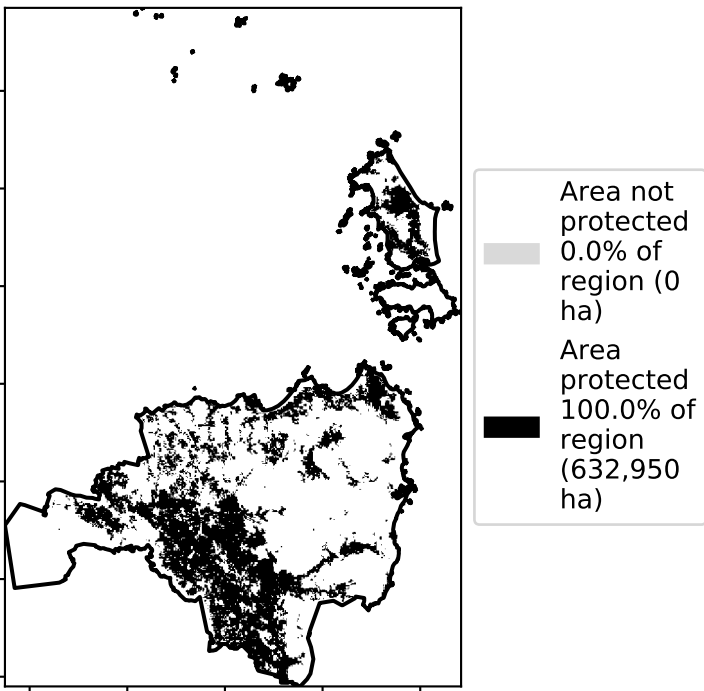 Area not
protected
0.0% of
region (0
ha)
Area
protected
100.0% of
region
(632,950
ha)